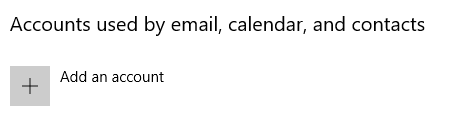 Accounts used by email, calendar, and contacts
Add an account